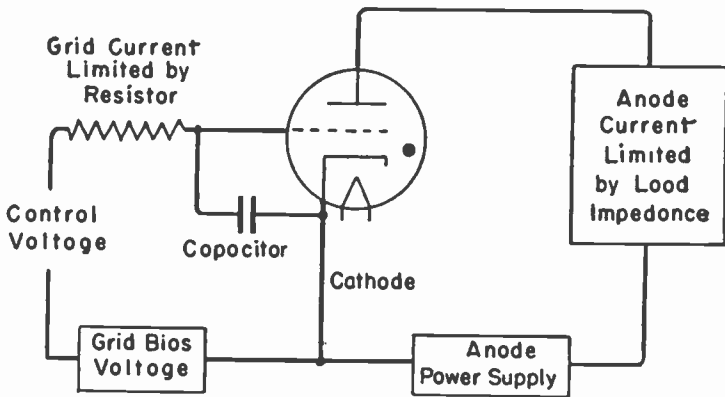 Grid Current
Limited by
Resistor
Anode
Current
Limited
by Lood
Impedonce
Control
Voltage
Copocitor
Cathode
Grid Bios
Voltage
Anode
Power Supply